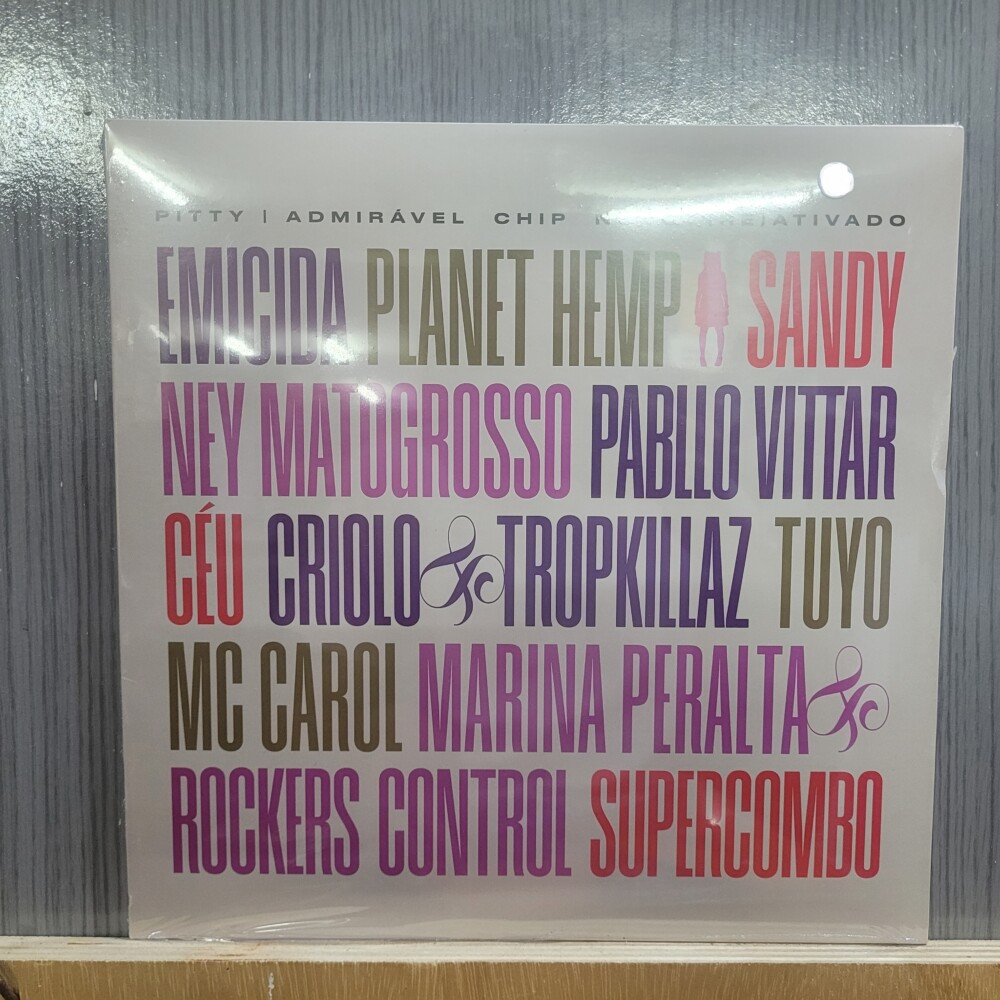 PITTY | ADMIRÁVEL CHIP (RE)ATIVADO
EMICIDA PLANET HEMP SANDY
NEY MATOGROSSO PABLLO VITTAR
CÉU CRIOLO & TROPKILLAZ TUYO
MC CAROL MARINA PERALTA &
ROCKERS CONTROL SUPERCOMBO